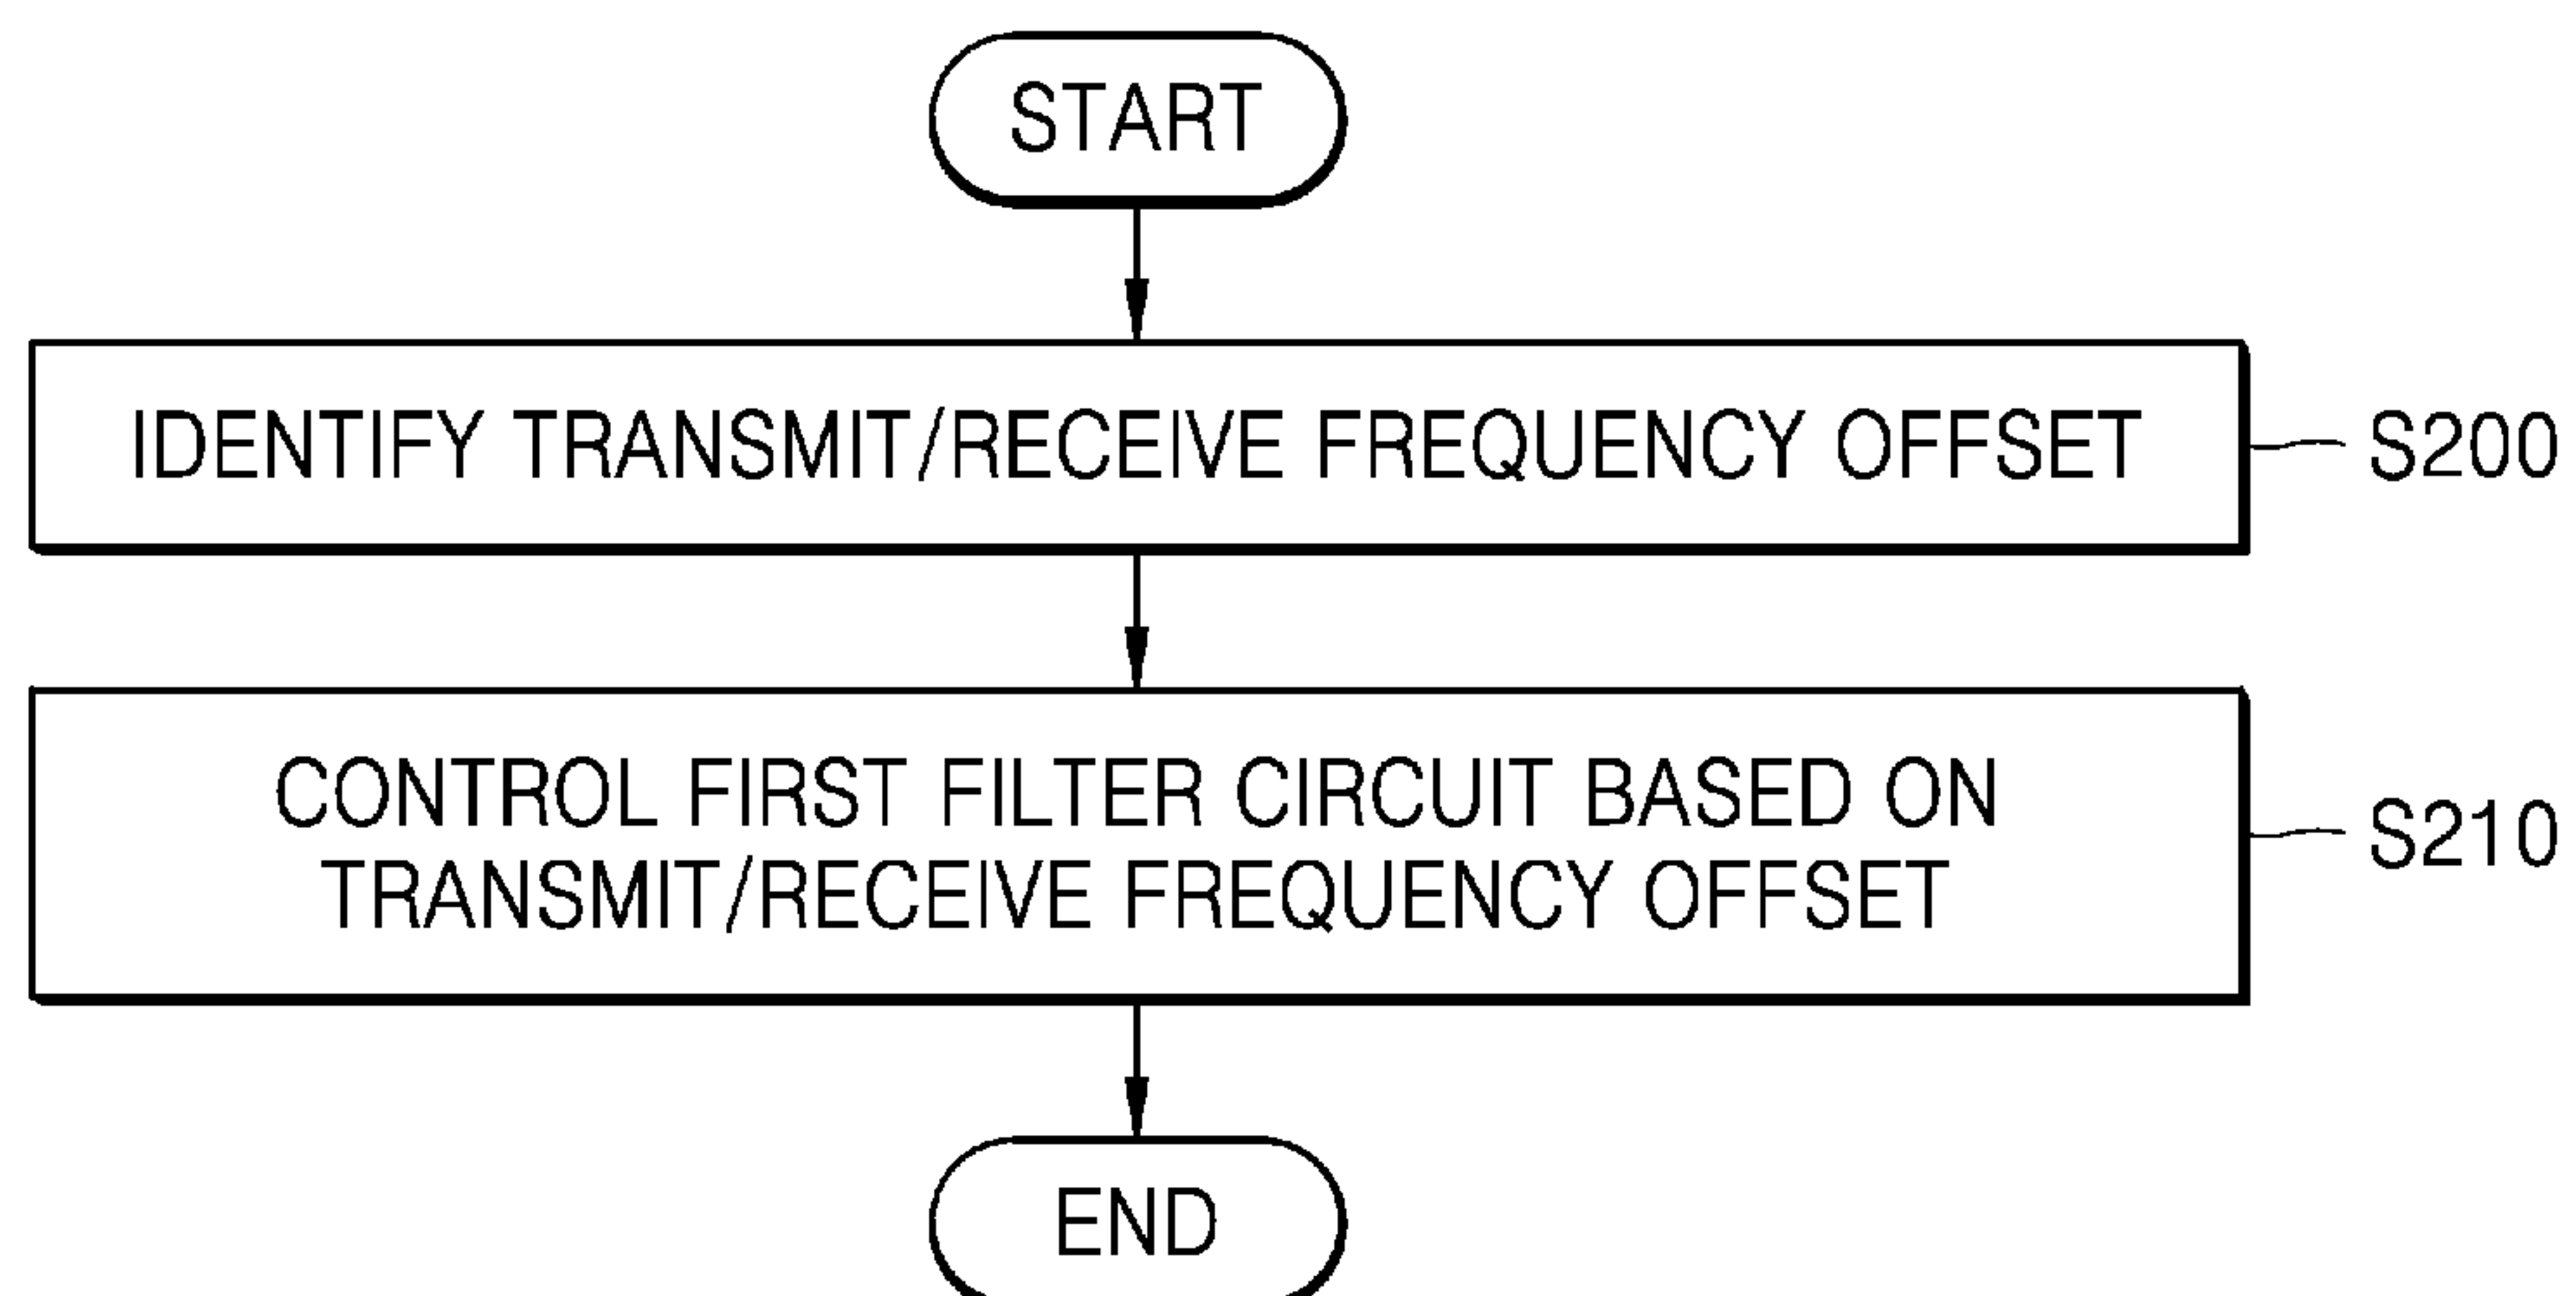 START
IDENTIFY TRANSMIT/RECEIVE FREQUENCY OFFSET
S200
CONTROL FIRST FILTER CIRCUIT BASED ON
TRANSMIT/RECEIVE FREQUENCY OFFSET
S210
END